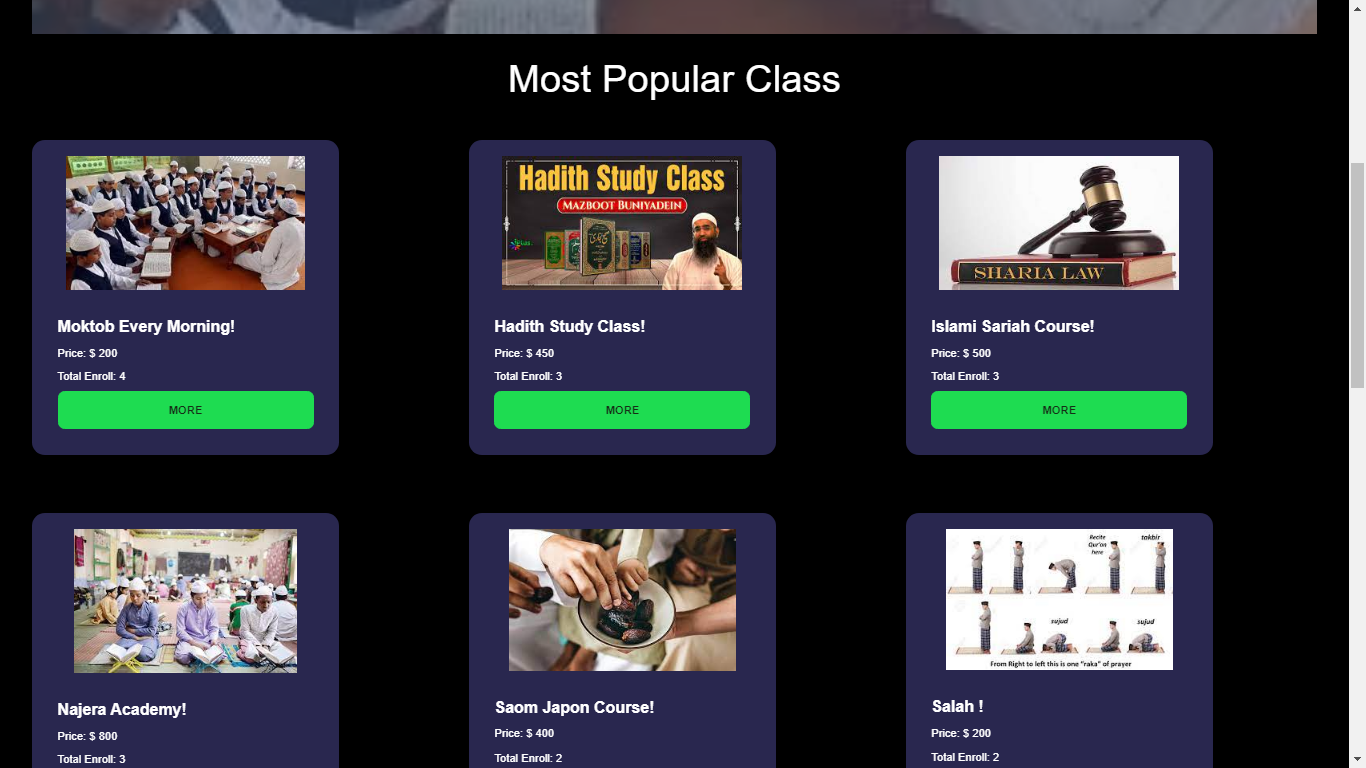 Most Popular Class
Hadith Study Class
MAZBOOT BUNIYADEIN
SHARIA LAW
Moktob Every Morning!
Price: $ 200
Total Enroll: 4
MORE
Hadith Study Class!
Price: $ 450
Total Enroll: 3
MORE
Islami Sariah Course!
Price: $ 500
Total Enroll: 3
MORE
Recite
Qur'on
here
takbir
sujud
sujud
From Right to left this is one "raka" of prayer
Najera Academy!
Price: $ 800
Total Enroll: 3
Saom Japon Course!
Price: $ 400
Total Enroll: 2
Salah !
Price: $ 200
Total Enroll: 2